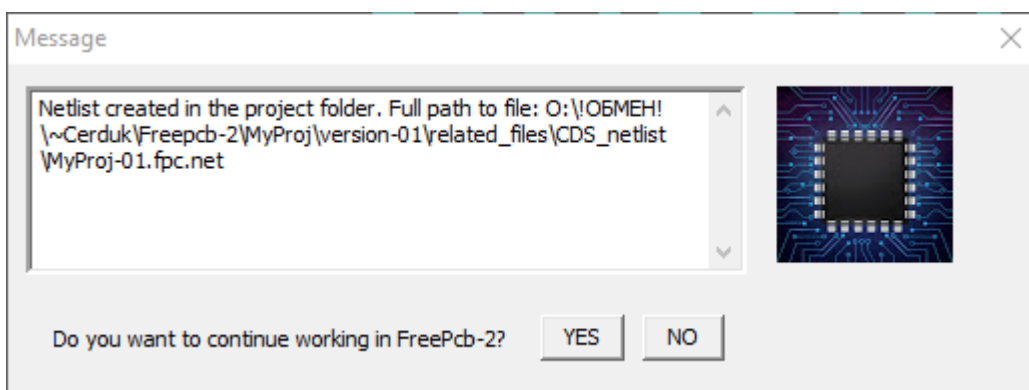 Message
Netlist created in the project folder. Full path to file: O:\!ОБМЕН!
\~Cerduk\Freepcb-2\MyProj\version-01\related_files\CDS_netlist
\MyProj-01.fpc.net
Do you want to continue working in FreePcb-2? YES NO